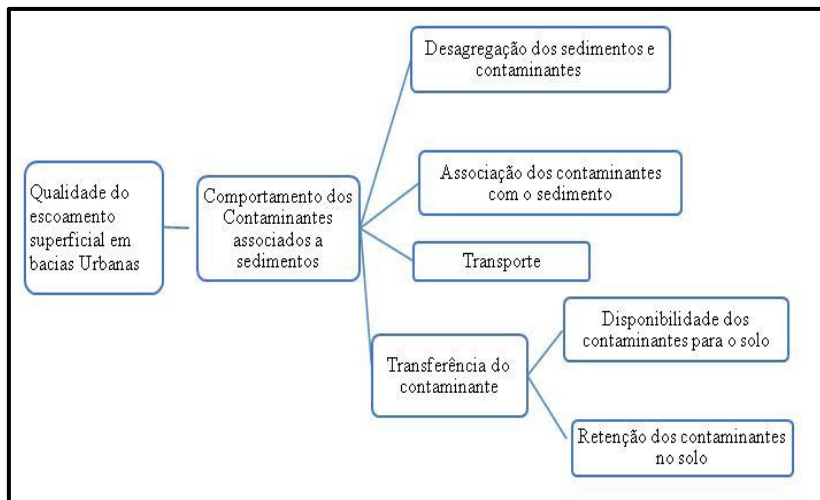 Qualidade do
escoamento
superficial em
bacias Urbanas
Comportamento dos
Contaminantes
associados a
sedimentos
Desagregação dos sedimentos e
contaminantes
Associação dos contaminantes
com o sedimento
Transporte
Transferência do
contaminante
Disponibilidade dos
contaminantes para o solo
Retenção dos contaminantes
no solo